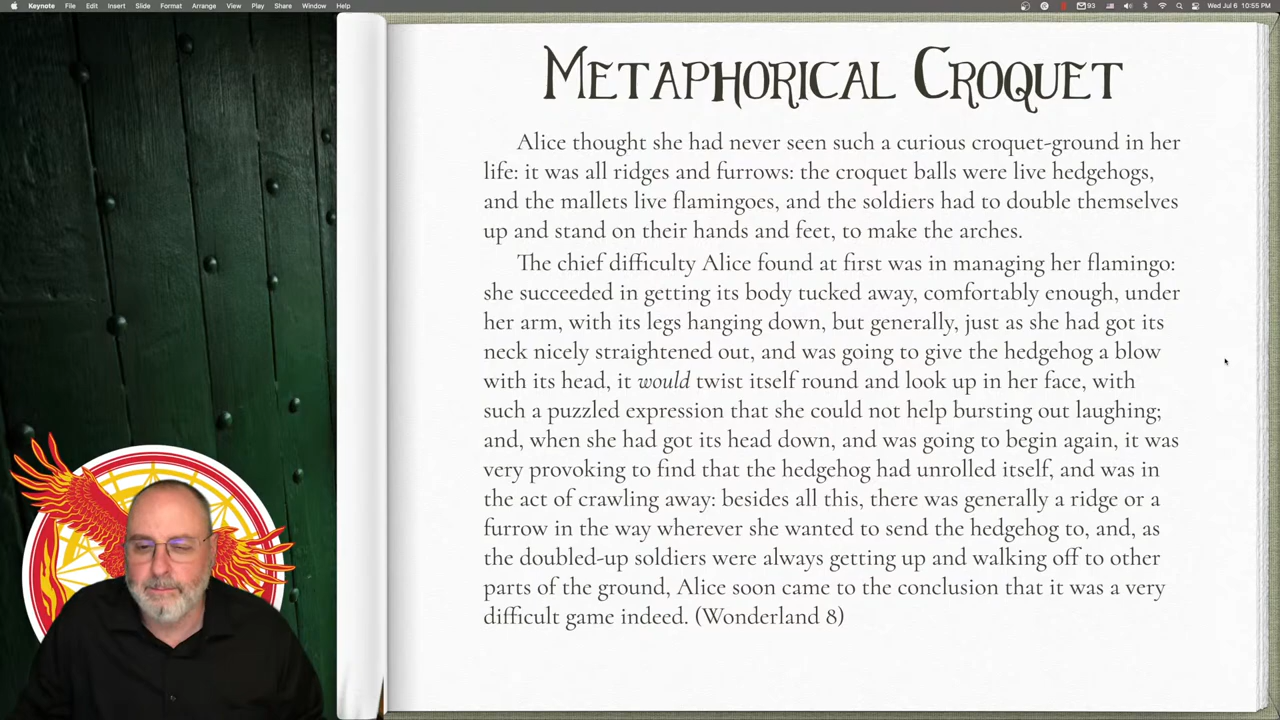 Keynote File Edit Insert Slide Format Arrange View Play Share Window Help 93 Wed Jul 6 10:55 PM
Metaphorical Croquet
Alice thought she had never seen such a curious croquet-ground in her
life: it was all ridges and furrows: the croquet balls were live hedgehogs,
and the mallets live flamingoes, and the soldiers had to double themselves
up and stand on their hands and feet, to make the arches.
The chief difficulty Alice found at first was in managing her flamingo:
she succeeded in getting its body tucked away, comfortably enough, under
her arm, with its legs hanging down, but generally, just as she had got its
neck nicely straightened out, and was going to give the hedgehog a blow
with its head, it would twist itself round and look up in her face, with
such a puzzled expression that she could not help bursting out laughing;
and, when she had got its head down, and was going to begin again, it was
very provoking to find that the hedgehog had unrolled itself, and was in
the act of crawling away: besides all this, there was generally a ridge or a
furrow in the way wherever she wanted to send the hedgehog to, and, as
the doubled-up soldiers were always getting up and walking off to other
parts of the ground, Alice soon came to the conclusion that it was a very
difficult game indeed. (Wonderland 8)